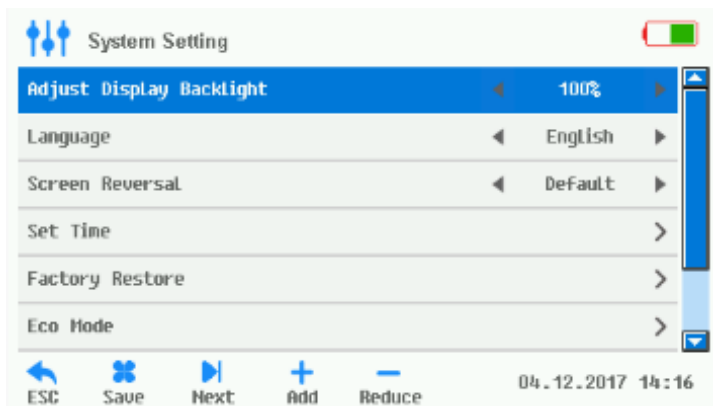 System Setting
Adjust Display Backlight 100%
Language English
Screen Reversal Default
Set Time
Factory Restore
Eco Mode
ESC Save Next Add Reduce 04.12.2017 14:16